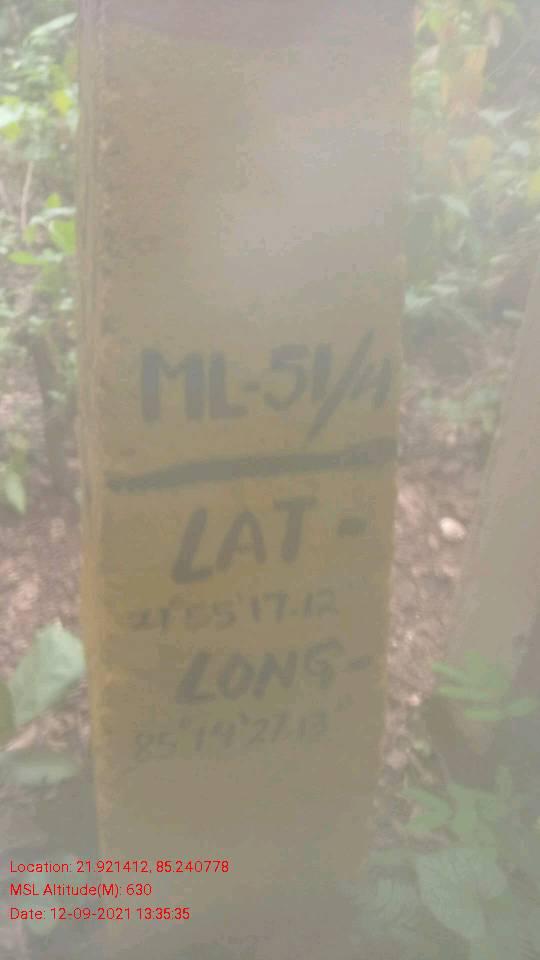 ML-51/4
LAT-
21°55'17.12"
LONG-
85°14'27.13"
Location: 21.921412, 85.240778
MSL Altitude(M): 630
Date: 12-09-2021 13:35:35